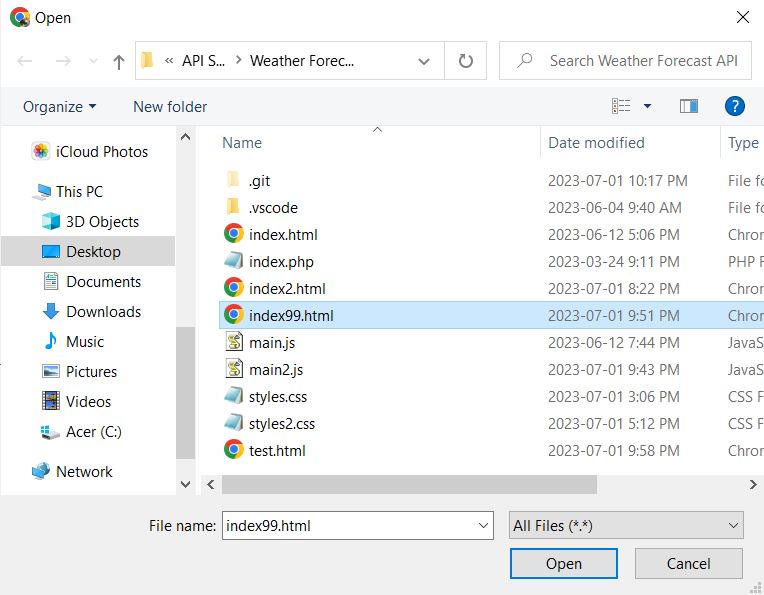 Open
« API S... > Weather Forec...
Search Weather Forecast API
Organize
New folder
?
Name
Date modified
Type
iCloud Photos
This PC
3D Objects
Desktop
Documents
Downloads
Music
Pictures
Videos
Acer (C:)
Network
.git 2023-07-01 10:17 PM File fo
.vscode 2023-06-04 9:40 AM File fo
index.html 2023-06-12 5:06 PM Chron
index.php 2023-03-24 9:11 PM PHP F
index2.html 2023-07-01 8:22 PM Chron
index99.html 2023-07-01 9:51 PM Chron
main.js 2023-06-12 7:44 PM JavaS
main2.js 2023-07-01 9:43 PM JavaS
styles.css 2023-07-01 3:06 PM CSS F
styles2.css 2023-07-01 5:12 PM CSS F
test.html 2023-07-01 9:58 PM Chron
File name: index99.html
All Files (*.*)
Open
Cancel